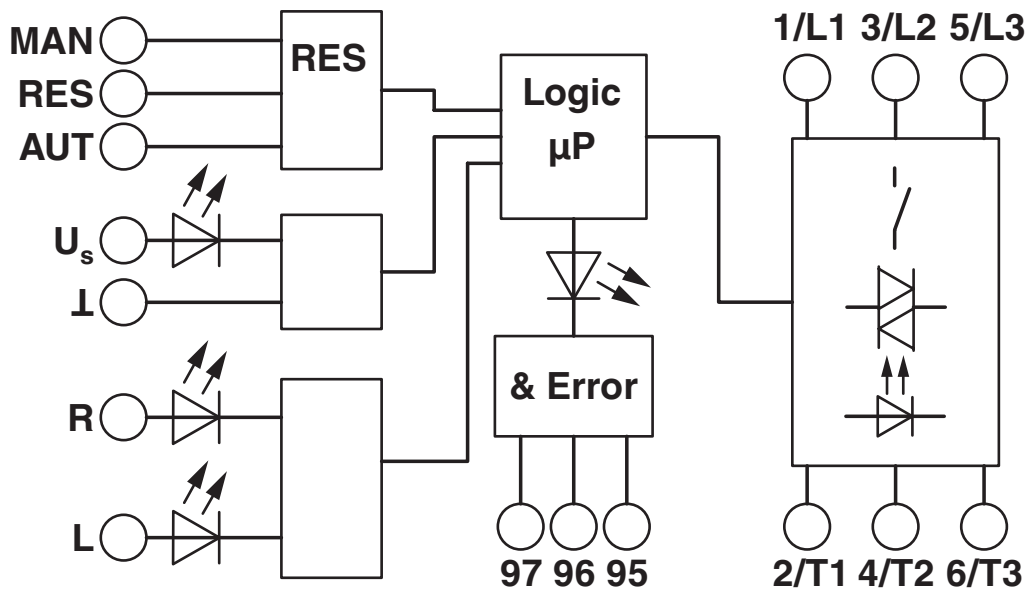 MAN
RES
AUT
RES
Us
⊥
R
L
Logic
µP
& Error
97 96 95
1/L1 3/L2 5/L3
2/T1 4/T2 6/T3